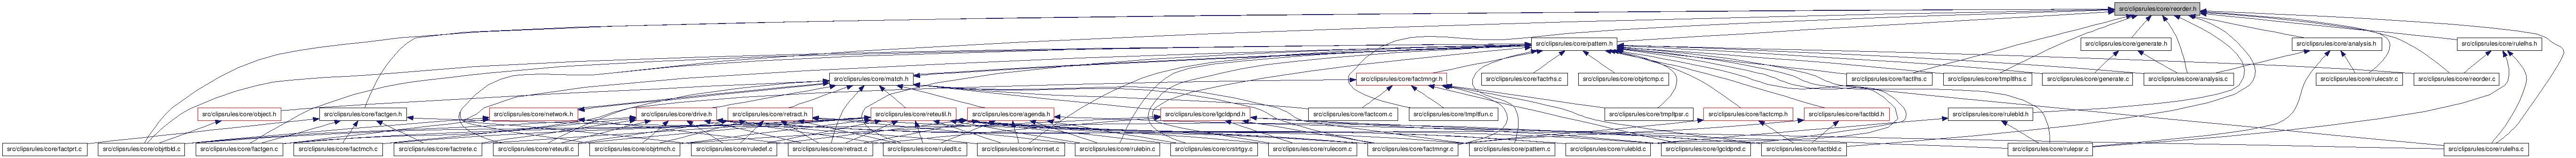 src/clipsrules/core/reorder.h
src/clipsrules/core/pattern.h
src/clipsrules/core/generate.h
src/clipsrules/core/analysis.h
src/clipsrules/core/rulelhs.h
src/clipsrules/core/match.h
src/clipsrules/core/factmngr.h
src/clipsrules/core/factrhs.c
src/clipsrules/core/objrtcmp.c
src/clipsrules/core/factlhs.c
src/clipsrules/core/tmpltlhs.c
src/clipsrules/core/generate.c
src/clipsrules/core/analysis.c
src/clipsrules/core/rulecstr.c
src/clipsrules/core/reorder.c
src/clipsrules/core/object.h
src/clipsrules/core/factgen.h
src/clipsrules/core/network.h
src/clipsrules/core/drive.h
src/clipsrules/core/retract.h
src/clipsrules/core/reteutil.h
src/clipsrules/core/agenda.h
src/clipsrules/core/lgcldpnd.h
src/clipsrules/core/factcom.c
src/clipsrules/core/tmpltfun.c
src/clipsrules/core/tmpltpsr.c
src/clipsrules/core/factcmp.h
src/clipsrules/core/factbld.h
src/clipsrules/core/rulebld.h
src/clipsrules/core/factprt.c
src/clipsrules/core/objrtbld.c
src/clipsrules/core/factgen.c
src/clipsrules/core/factmch.c
src/clipsrules/core/factrete.c
src/clipsrules/core/reteutil.c
src/clipsrules/core/objrtmch.c
src/clipsrules/core/ruledef.c
src/clipsrules/core/retract.c
src/clipsrules/core/ruledlt.c
src/clipsrules/core/incrrset.c
src/clipsrules/core/rulebin.c
src/clipsrules/core/crstrtgy.c
src/clipsrules/core/rulecom.c
src/clipsrules/core/factmngr.c
src/clipsrules/core/pattern.c
src/clipsrules/core/rulebld.c
src/clipsrules/core/lgcldpnd.c
src/clipsrules/core/factbld.c
src/clipsrules/core/rulepsr.c
src/clipsrules/core/rulelhs.c